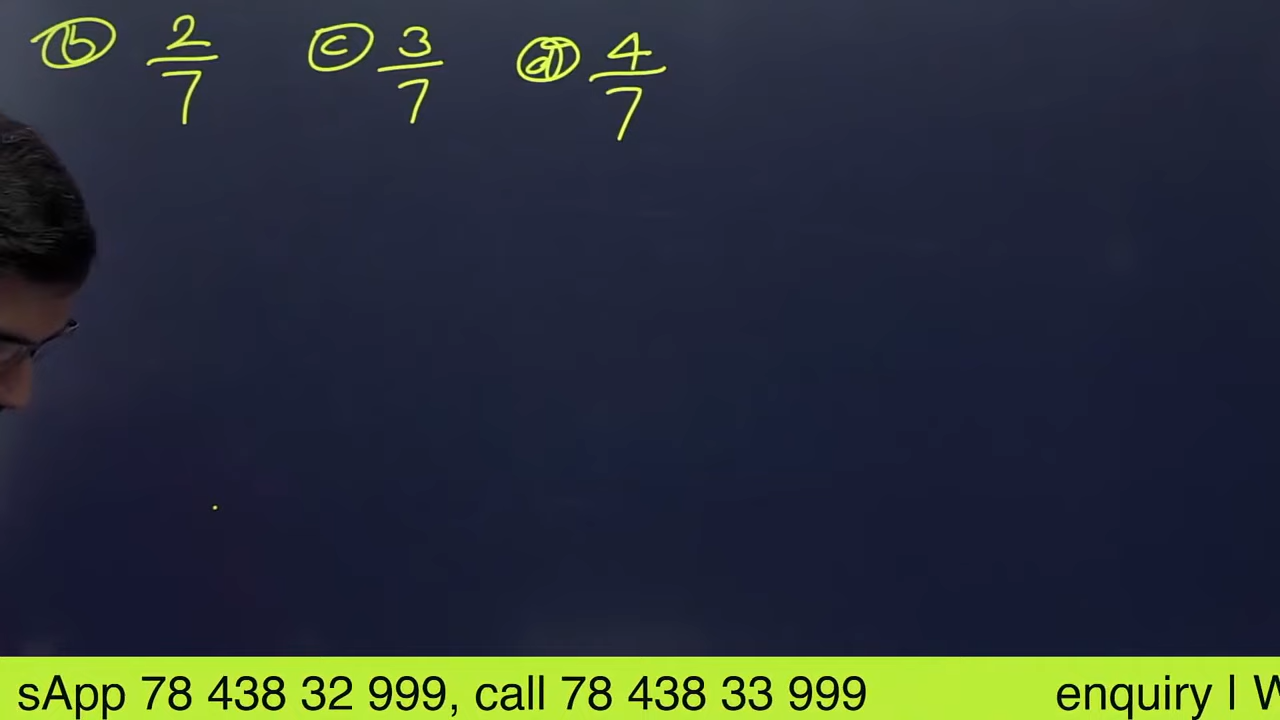 (b) 2/7 (c) 3/7 (d) 4/7
sApp 78 438 32 999, call 78 438 33 999 enquiry I W